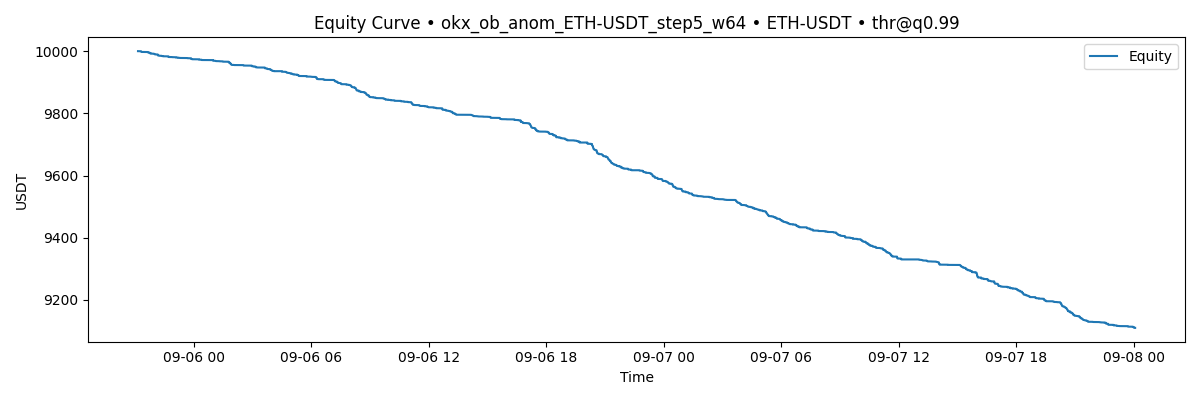 Equity Curve • okx_ob_anom_ETH-USDT_step5_w64 • ETH-USDT • thr@q0.99
Equity
10000
9800
9600
9400
9200
USDT
09-06 00 09-06 06 09-06 12 09-06 18 09-07 00 09-07 06 09-07 12 09-07 18 09-08 00
Time